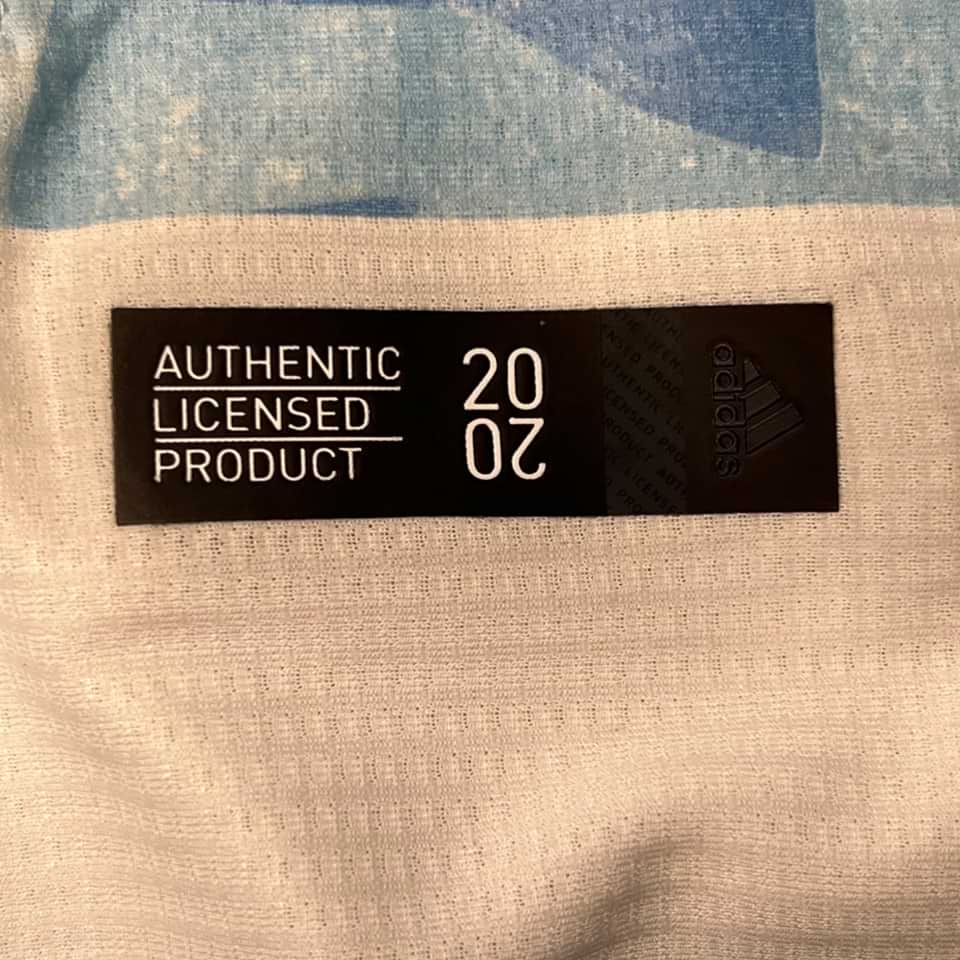 AUTHENTIC
LICENSED
PRODUCT
20
20
adidas